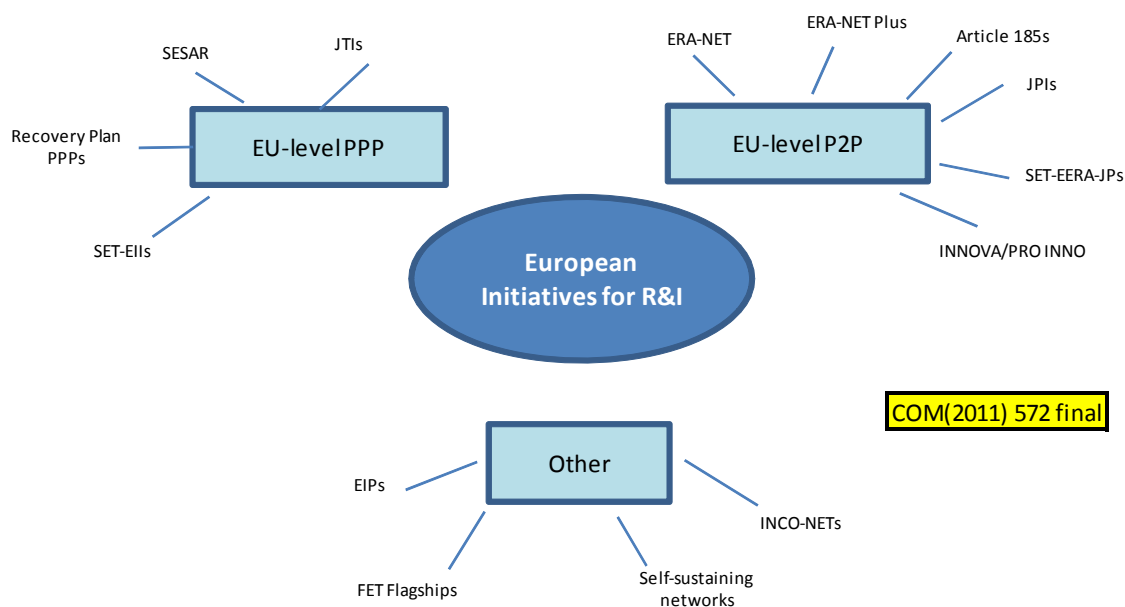 ERA-NET Plus
ERA-NET
Article 185s
JTIs
SESAR
JPIs
Recovery Plan
PPPs
EU-level PPP
EU-level P2P
SET-EERA-JPs
SET-EIIs
INNOVA/PRO INNO
European
Initiatives for R&I
COM(2011) 572 final
Other
EIPs
INCO-NETs
FET Flagships
Self-sustaining
networks